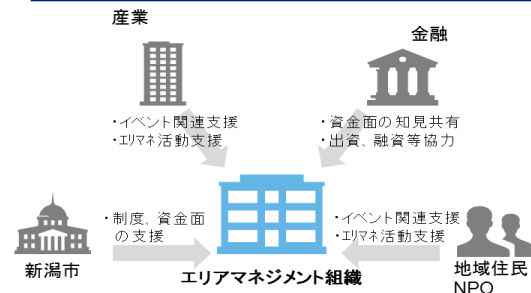 産業
金融
・イベント関連支援
・エリマネ活動支援
・資金面の知見共有
・出資、融資等協力
・制度、資金面
の支援
・イベント関連支援
・エリマネ活動支援
新潟市
エリアマネジメント組織
地域住民
NPO